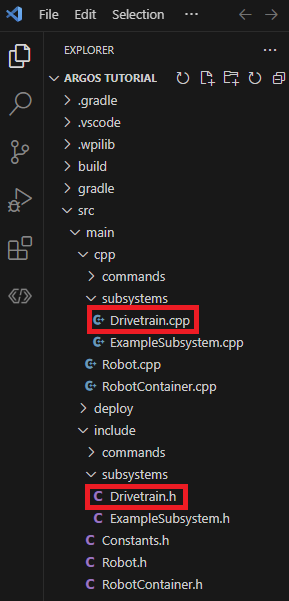 File Edit Selection ...
EXPLORER ...
ARGOS TUTORIAL
.gradle
.vscode
.wpilib
build
gradle
src
main
cpp
commands
subsystems
Drivetrain.cpp
ExampleSubsystem.cpp
Robot.cpp
RobotContainer.cpp
deploy
include
commands
subsystems
C Drivetrain.h
C ExampleSubsystem.h
C Constants.h
C Robot.h
C RobotContainer.h